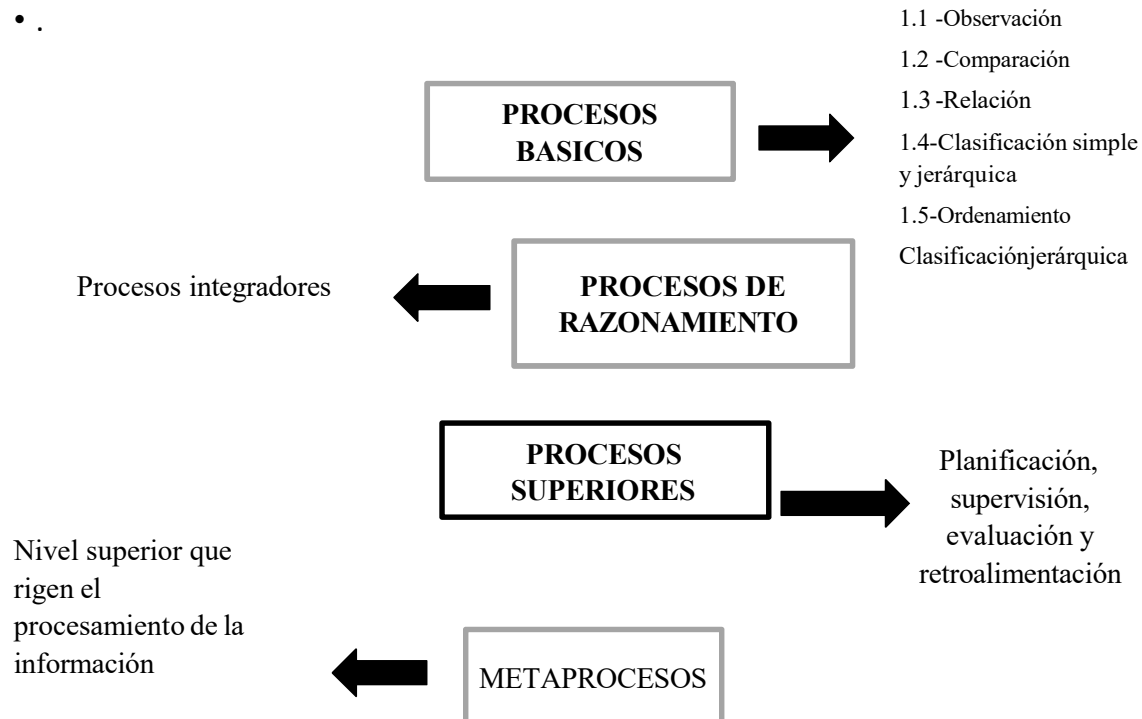 • .
PROCESOS
BASICOS
1.1 -Observación
1.2 -Comparación
1.3 -Relación
1.4-Clasificación simple
y jerárquica
1.5-Ordenamiento
Clasificaciónjerárquica
Procesos integradores
PROCESOS DE
RAZONAMIENTO
PROCESOS
SUPERIORES
Planificación,
supervisión,
evaluación y
retroalimentación
Nivel superior que
rigen el
procesamiento de la
información
METAPROCESOS